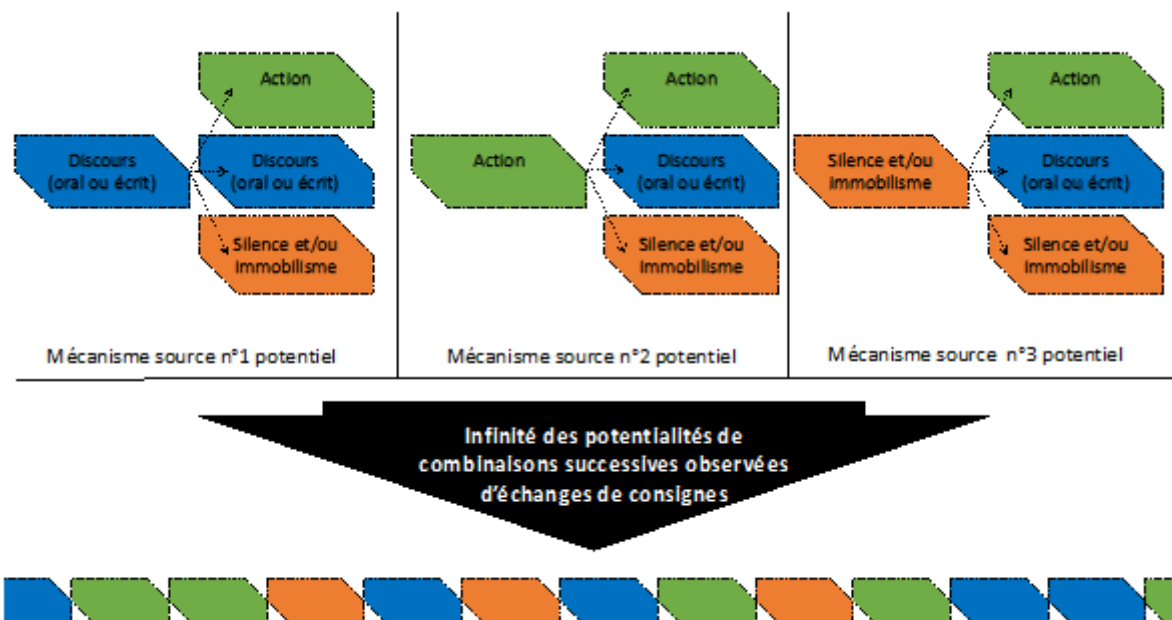 Action
Discours
(oral ou écrit)
Discours
(oral ou écrit)
Silence et/ou
immobilisme
Mécanisme source n°1 potentiel
Action
Action
Discours
(oral ou écrit)
Silence et/ou
immobilisme
Mécanisme source n°2 potentiel
Action
Silence et/ou
immobilisme
Discours
(oral ou écrit)
Silence et/ou
immobilisme
Mécanisme source n°3 potentiel
Infinité des potentialités de
combinaisons successives observées
d'échanges de consignes